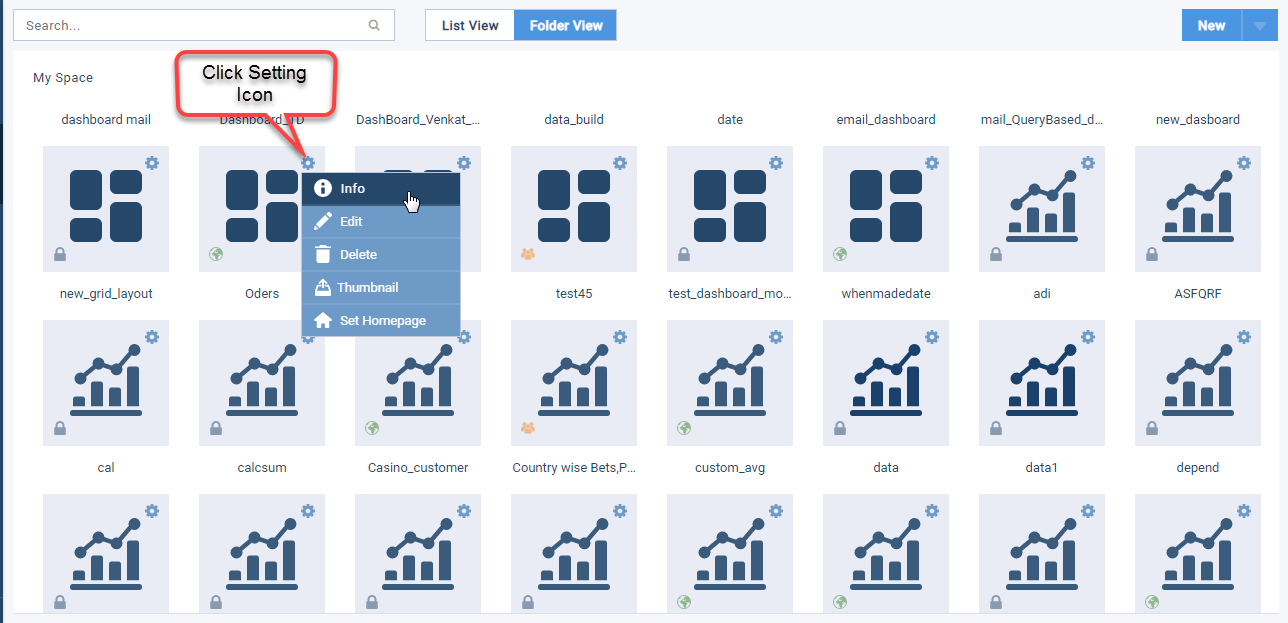 Search...
List View
Folder View
New
My Space
Click Setting
Icon
dashboard mail
Dashboard_TD
DashBoard_Venkat_...
data_build
date
email_dashboard
mail_QueryBased_d...
new_dasboard
Info
Edit
Delete
Thumbnail
Set Homepage
new_grid_layout
Oders
test45
test_dashboard_mo...
whenmadedate
adi
ASFQRF
cal
calcsum
Casino_customer
Country wise Bets,P...
custom_avg
data
data1
depend